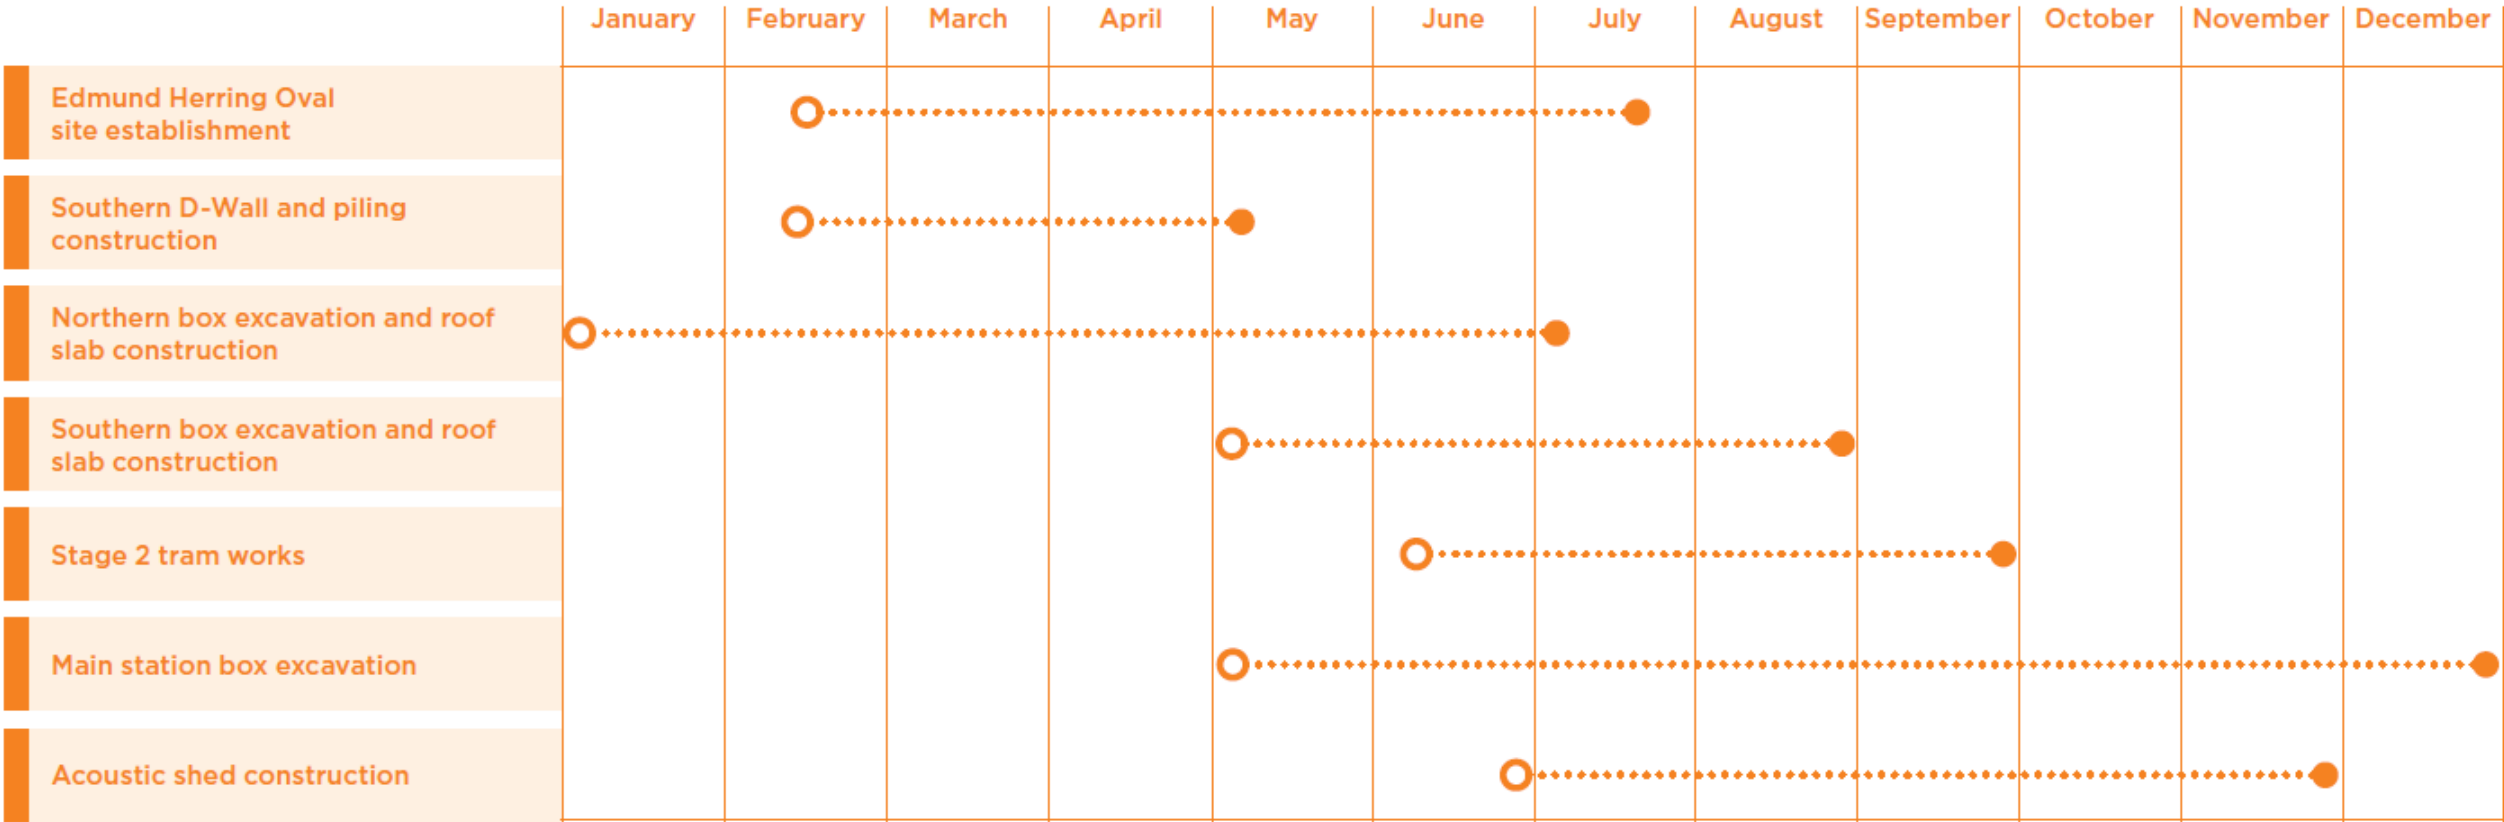 January February March April May June July August September October November December
Edmund Herring Oval
site establishment
Southern D-Wall and piling
construction
Northern box excavation and roof
slab construction
Southern box excavation and roof
slab construction
Stage 2 tram works
Main station box excavation
Acoustic shed construction